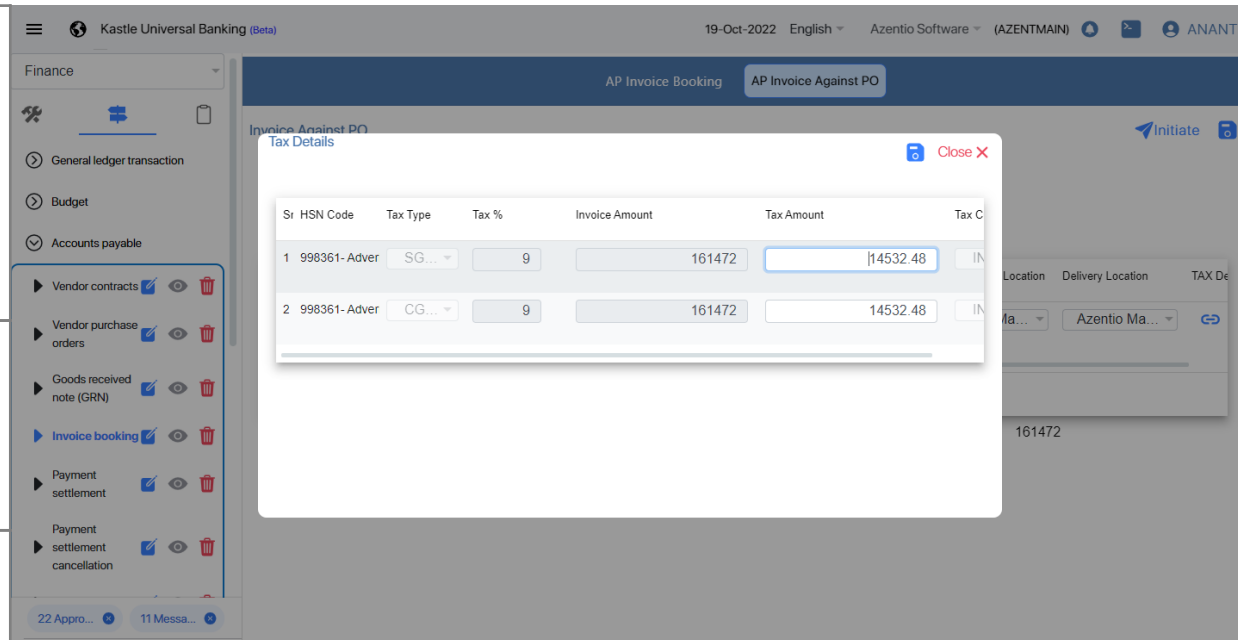 Kastle Universal Banking (Beta)
19-Oct-2022 English Azentio Software (AZENTMAIN) ANANT
Finance
AP Invoice Booking AP Invoice Against PO
Invoice Against PO
Initiate
Tax Details
Close
General ledger transaction
Budget
Accounts payable
Sr HSN Code Tax Type Tax % Invoice Amount Tax Amount Tax C
1 998361- Adver SG... 9 161472 14532.48 IN
2 998361- Adver CG... 9 161472 14532.48 IN
Location Delivery Location TAX De
Ma... Azentio Ma...
161472
Vendor contracts
Vendor purchase
orders
Goods received
note (GRN)
Invoice booking
Payment
settlement
Payment
settlement
cancellation
22 Appro... 11 Messa...